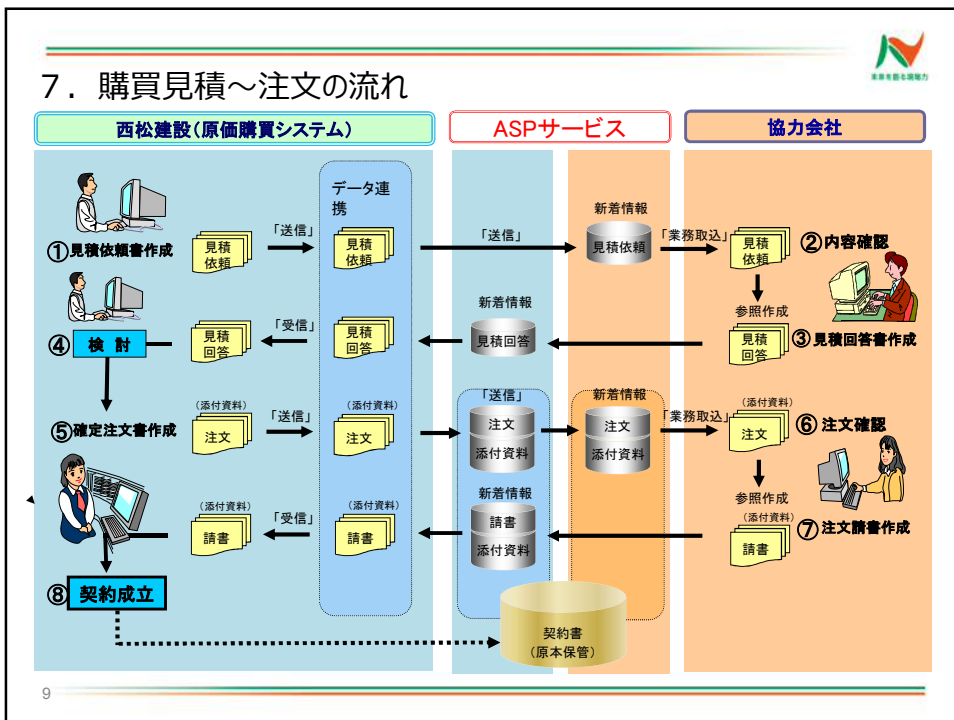 未来を創る現場力
7．購買見積～注文の流れ
西松建設（原価購買システム）
ASPサービス
協力会社
データ連
携
新着情報
①見積依頼書作成
見積
依頼
「送信」
見積
依頼
「送信」
見積依頼
「業務取込」
見積
依頼
②内容確認
参照作成
新着情報
④ 検 討
見積
回答
「受信」
見積
回答
見積回答
見積
回答
③見積回答書作成
⑤確定注文書作成
（添付資料）
注文
「送信」
（添付資料）
注文
「送信」
注文
添付資料
新着情報
注文
添付資料
「業務取込」
（添付資料）
注文
⑥ 注文確認
参照作成
新着情報
（添付資料）
請書
「受信」
（添付資料）
請書
請書
添付資料
（添付資料）
請書
⑦ 注文請書作成
⑧ 契約成立
契約書
（原本保管）
9